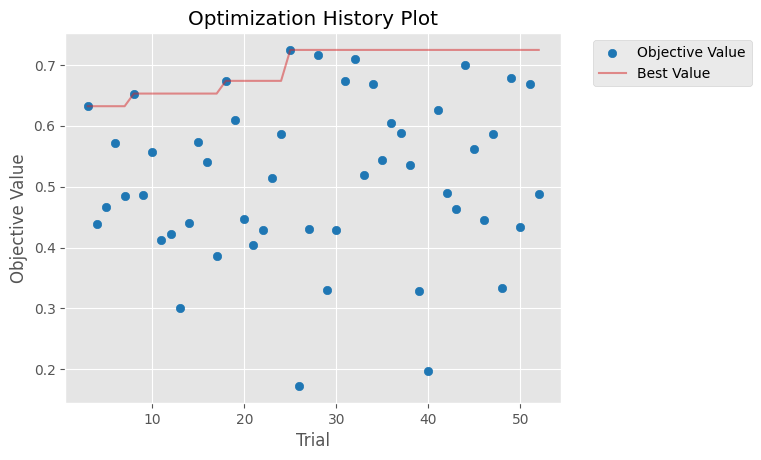 Optimization History Plot
Objective Value
Best Value
Objective Value
0.7
0.6
0.5
0.4
0.3
0.2
10
20
30
40
50
Trial